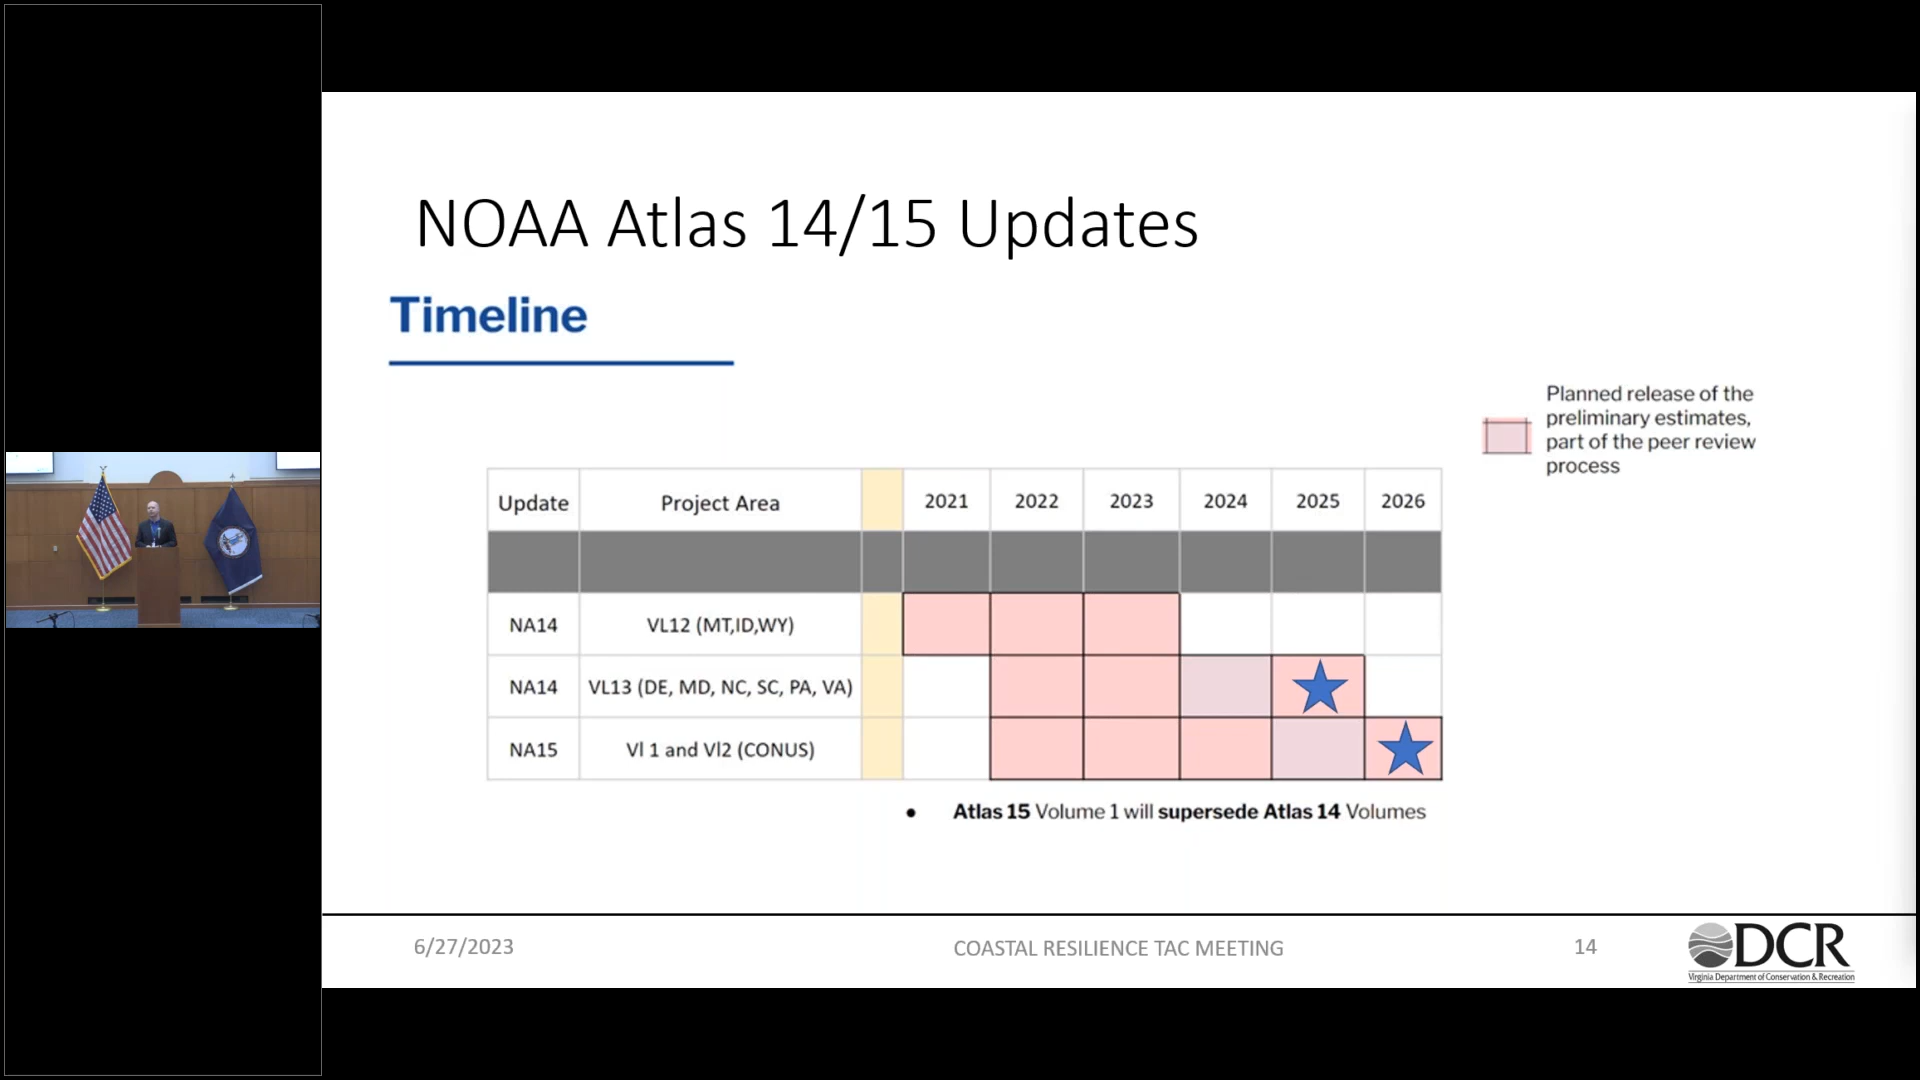 NOAA Atlas 14/15 Updates
Timeline
Planned release of the
preliminary estimates,
part of the peer review
process
Update Project Area 2021 2022 2023 2024 2025 2026
NA14 VL12 (MT,ID,WY)
NA14 VL13 (DE, MD, NC, SC, PA, VA)
NA15 Vl 1 and Vl2 (CONUS)
• Atlas 15 Volume 1 will supersede Atlas 14 Volumes
6/27/2023 COASTAL RESILIENCE TAC MEETING 14
DCR
Virginia Department of Conservation & Recreation